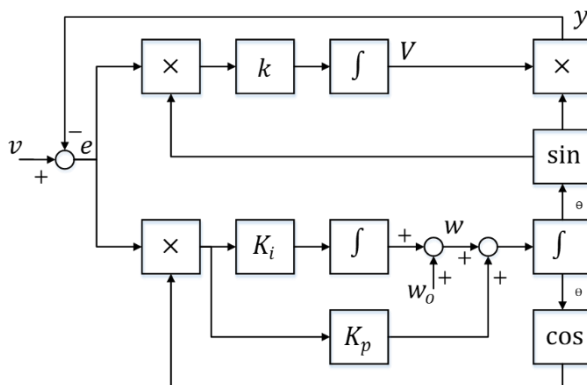 y
× k ∫ V ×
−
v + e
sin
θ
× K_i ∫ + w + ∫
w_o + +
θ
K_p cos